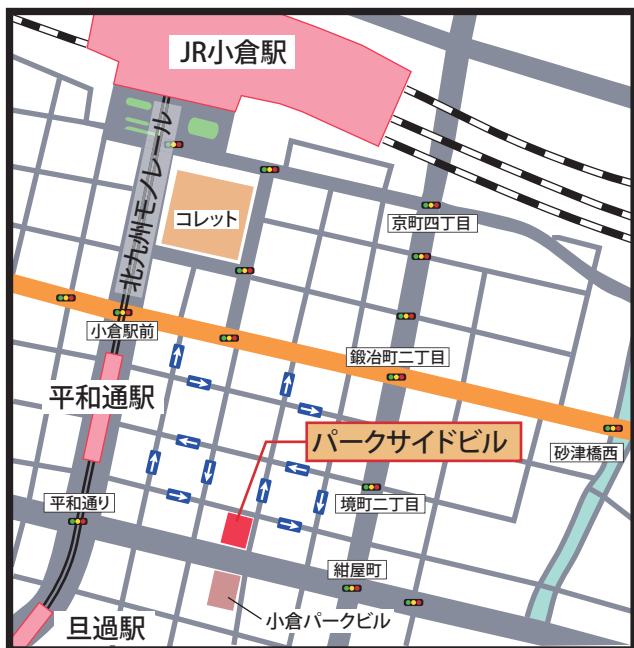 JR小倉駅
北九州モノレール
コレット
京町四丁目
小倉駅前
鍛冶町二丁目
平和通駅
パークサイドビル
砂津橋西
平和通り
境町二丁目
紺屋町
小倉パークビル
旦過駅